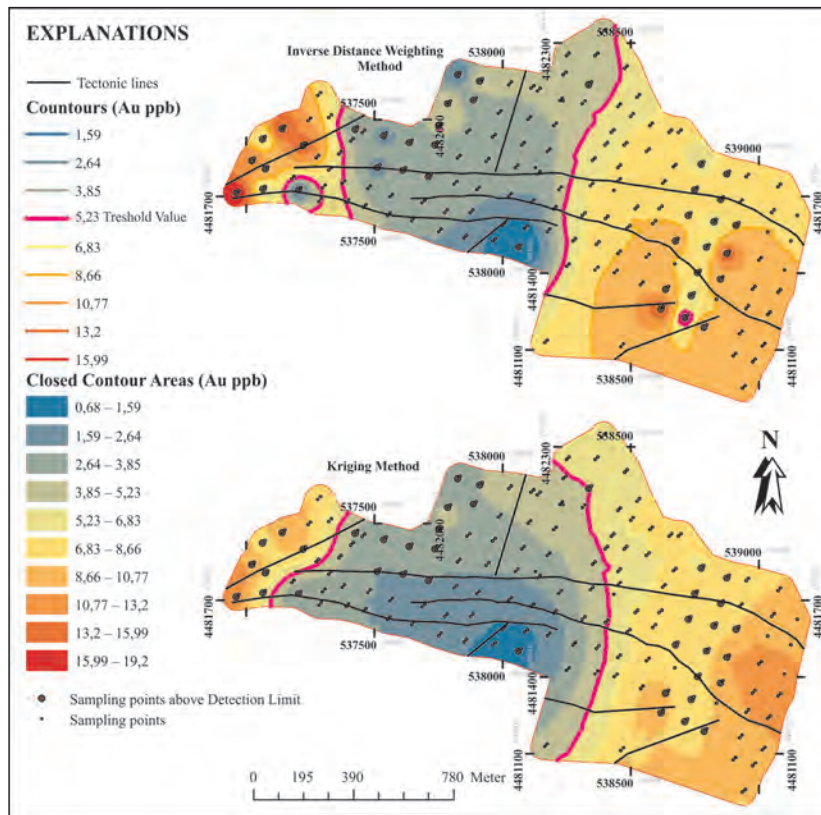 EXPLANATIONS
Tectonic lines
Countours (Au ppb)
1,59
2,64
3,85
5,23 Treshold Value
6,83
8,66
10,77
13,2
15,99
Closed Contour Areas (Au ppb)
0,68 – 1,59
1,59 – 2,64
2,64 – 3,85
3,85 – 5,23
5,23 – 6,83
6,83 – 8,66
8,66 – 10,77
10,77 – 13,2
13,2 – 15,99
15,99 – 19,2
Sampling points above Detection Limit
Sampling points
0 195 390 780 Meter
Inverse Distance Weighting
Method
538000
4482300
538500
537500
4482000
539000
4481700
4481700
537500
538000
4481400
4481100
4481100
538500
Kriging Method
538000
4482300
538500
N
537500
4482000
539000
4481700
4481700
537500
538000
4481400
4481100
4481100
538500